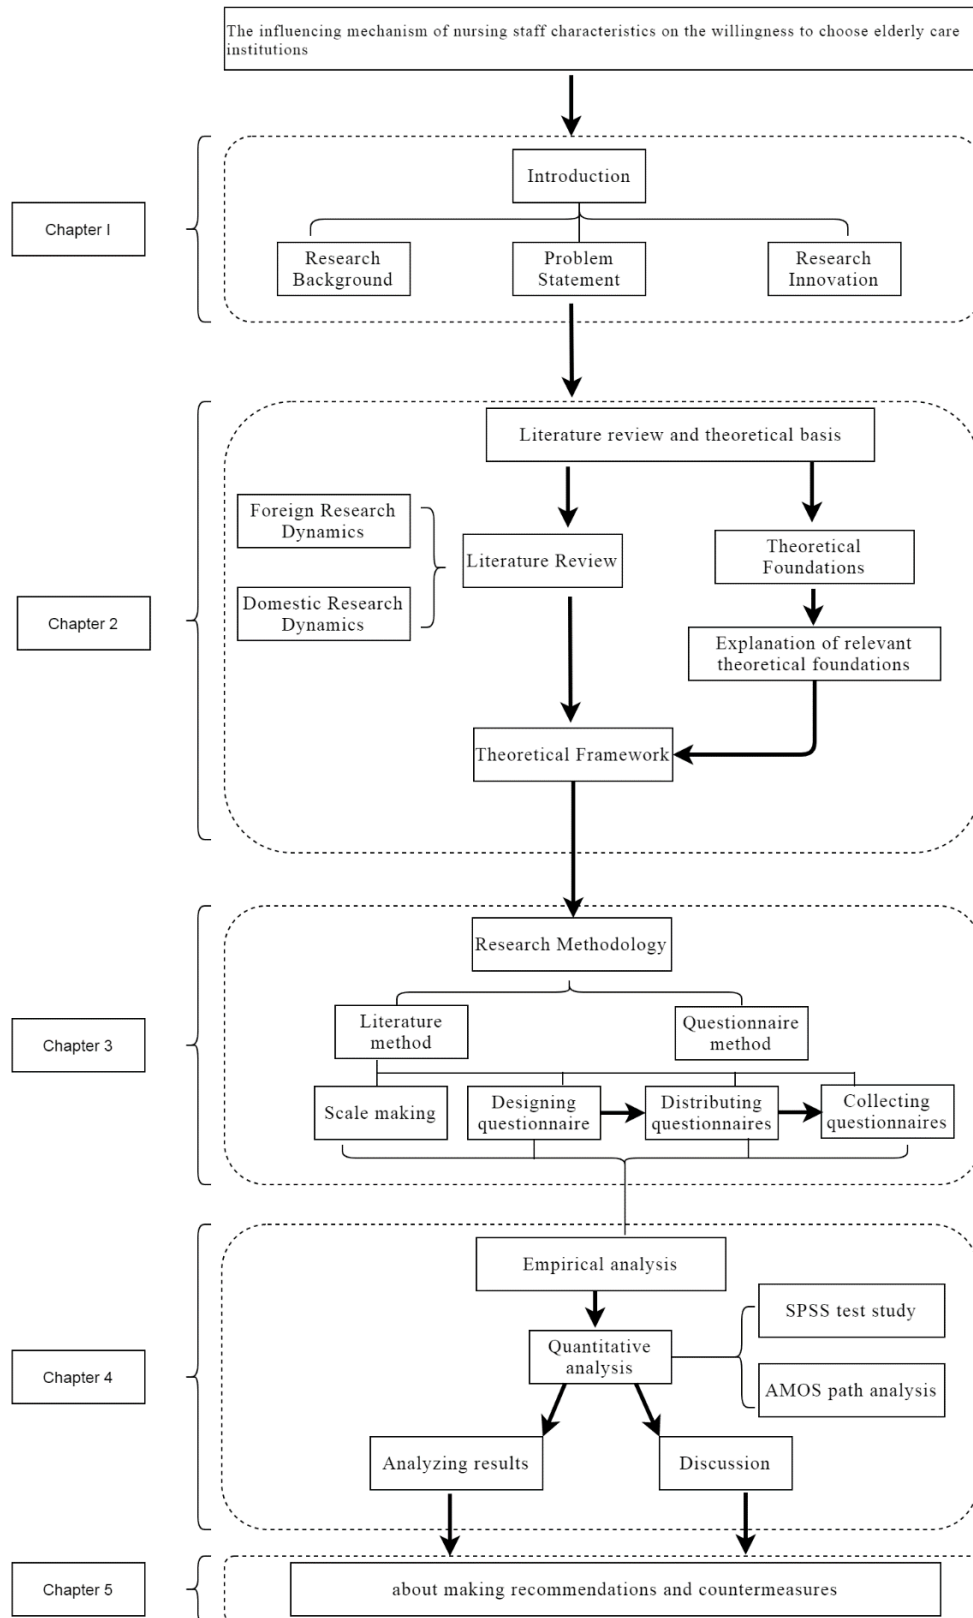 The influencing mechanism of nursing staff characteristics on the willingness to choose elderly care
institutions
Chapter I
Introduction
Research
Background
Problem
Statement
Research
Innovation
Chapter 2
Literature review and theoretical basis
Foreign Research
Dynamics
Domestic Research
Dynamics
Literature Review
Theoretical
Foundations
Explanation of relevant
theoretical foundations
Theoretical Framework
Chapter 3
Research Methodology
Literature
method
Questionnaire
method
Scale making
Designing
questionnaire
Distributing
questionnaires
Collecting
questionnaires
Chapter 4
Empirical analysis
Quantitative
analysis
SPSS test study
AMOS path analysis
Analyzing results
Discussion
Chapter 5
about making recommendations and countermeasures